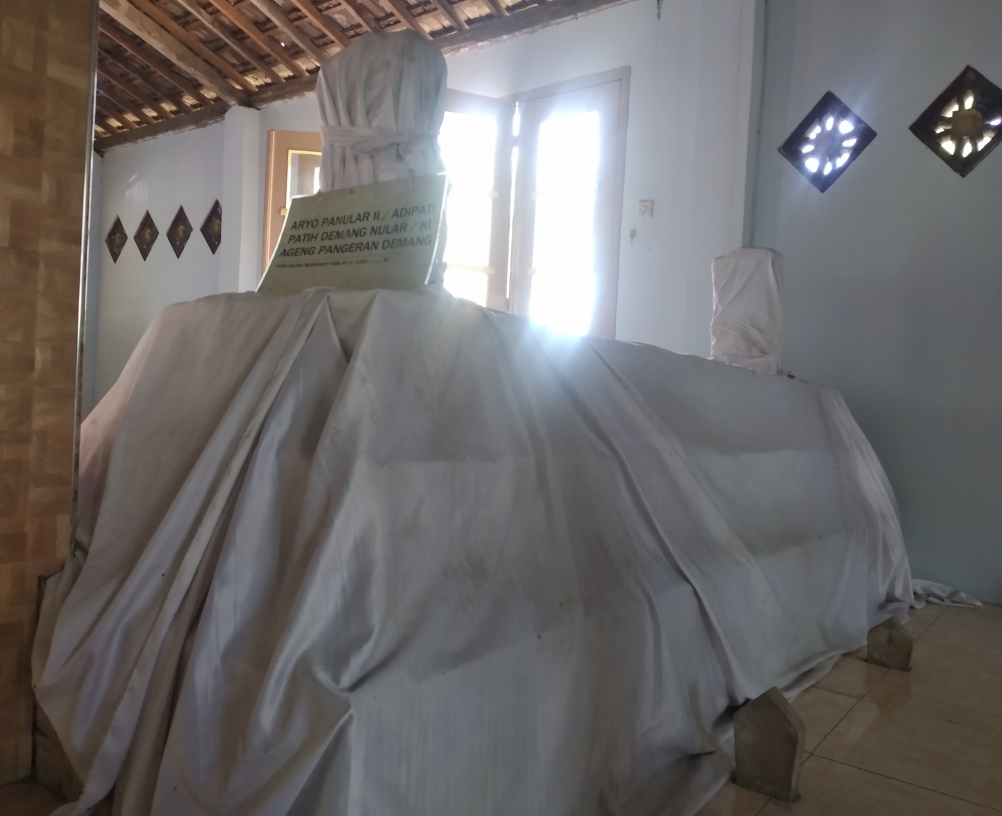 ARYO PANULAR II / ADIPATI
PATIH DEMANG NULAR / KI
AGENG PANGERAN DEMANG